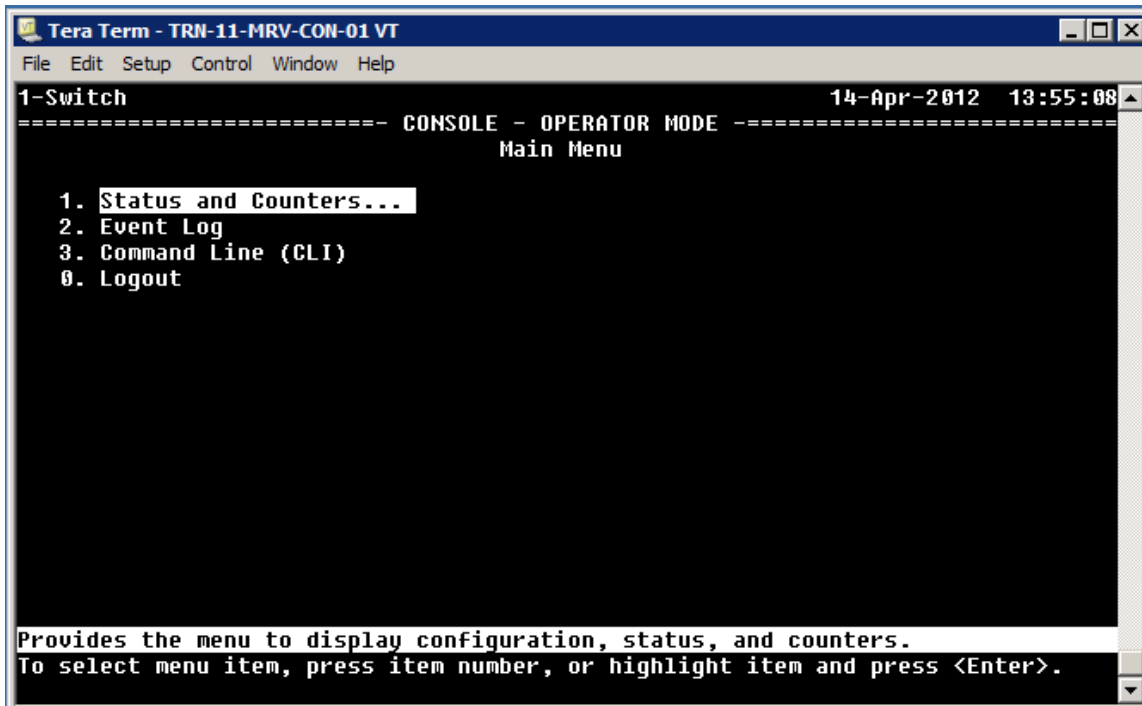 Tera Term - TRN-11-MRV-CON-01 VT
File Edit Setup Control Window Help
1-Switch 14-Apr-2012 13:55:08
==========================- CONSOLE - OPERATOR MODE -===========================
Main Menu
1. Status and Counters...
2. Event Log
3. Command Line (CLI)
0. Logout
Provides the menu to display configuration, status, and counters.
To select menu item, press item number, or highlight item and press <Enter>.